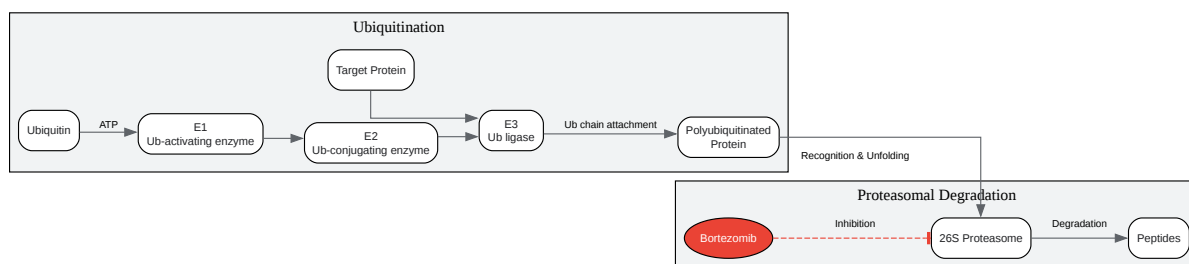 Ubiquitination
Target Protein
Ubiquitin
ATP
E1
Ub-activating enzyme
E2
Ub-conjugating enzyme
E3
Ub ligase
Ub chain attachment
Polyubiquitinated
Protein
Recognition & Unfolding
Proteasomal Degradation
Bortezomib
Inhibition
26S Proteasome
Degradation
Peptides